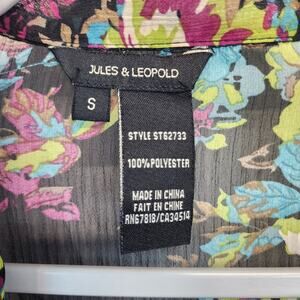 JULES & LEOPOLD
S
STYLE ST62733
100%POLYESTER
MADE IN CHINA
FAIT EN CHINE
RN67818/CA34514